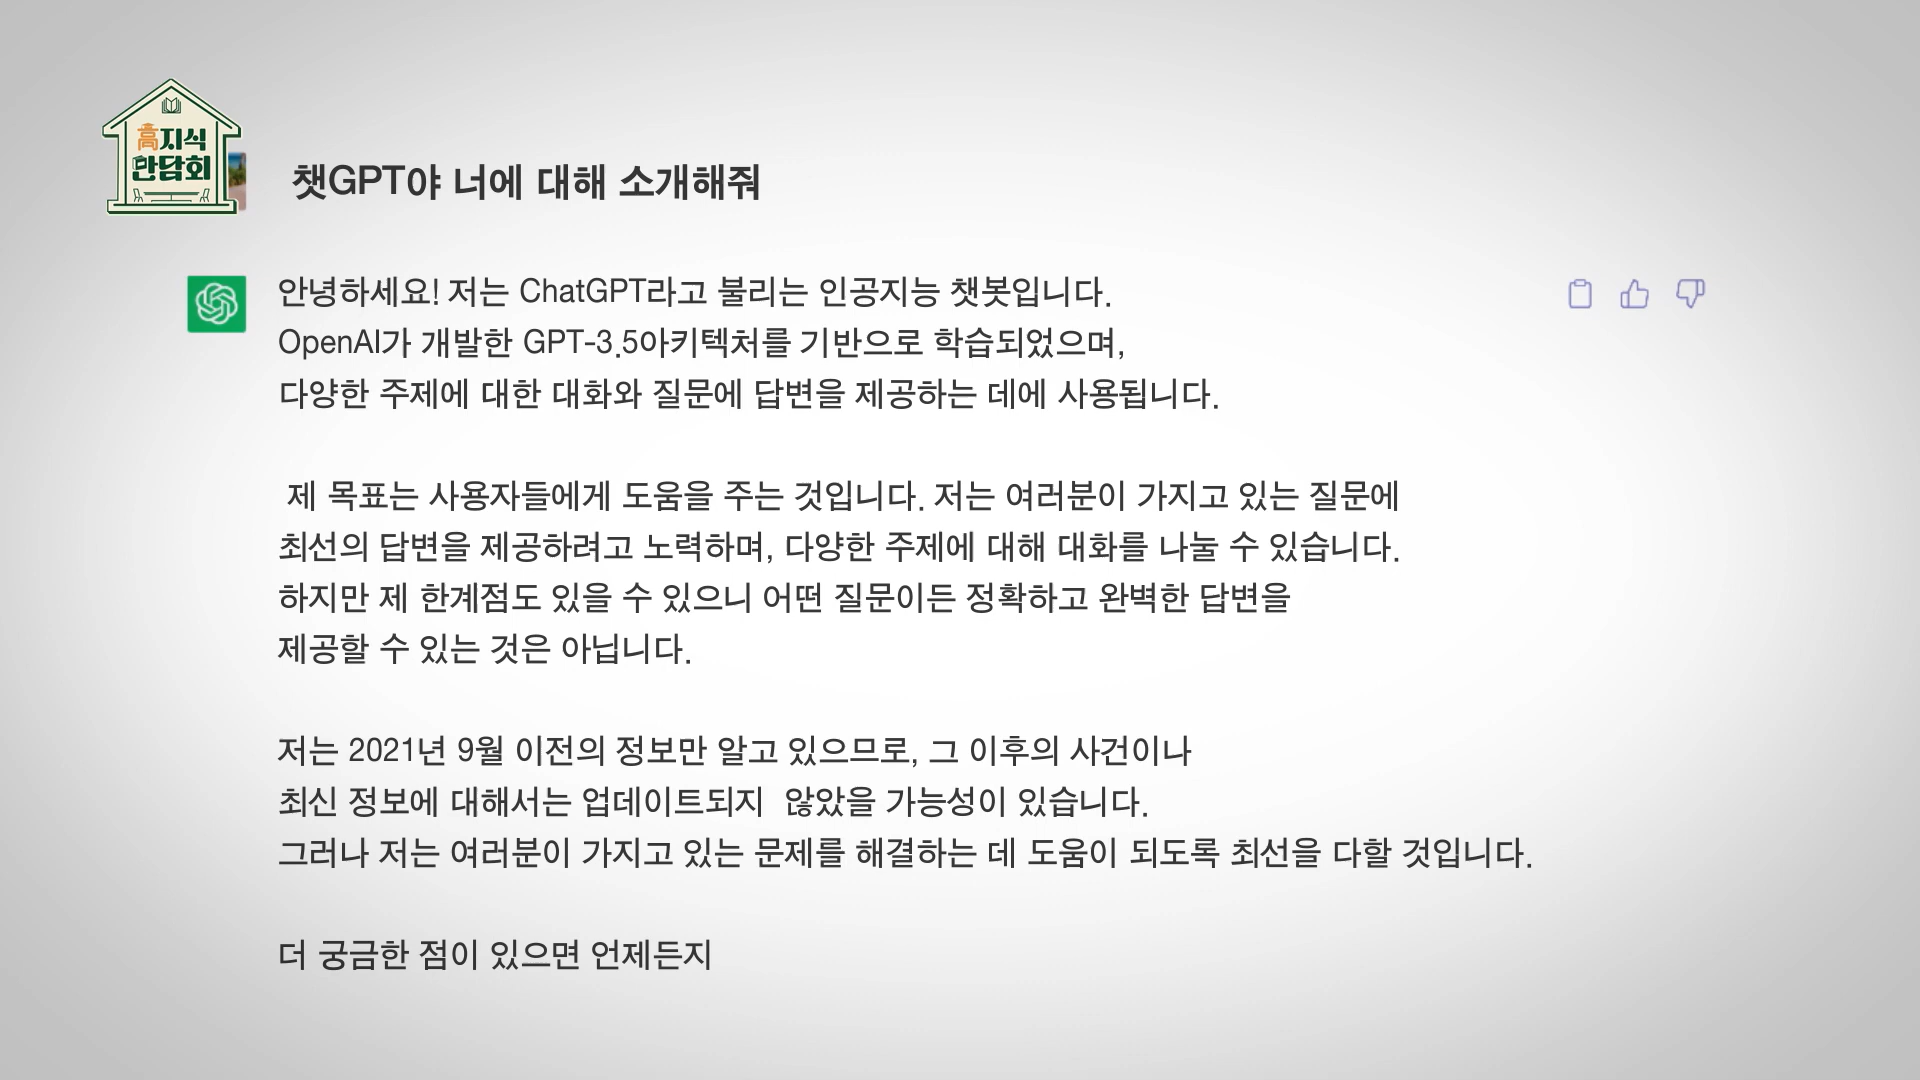 高지식
만담회
챗GPT야 너에 대해 소개해줘
안녕하세요! 저는 ChatGPT라고 불리는 인공지능 챗봇입니다.
OpenAI가 개발한 GPT-3.5아키텍처를 기반으로 학습되었으며,
다양한 주제에 대한 대화와 질문에 답변을 제공하는 데에 사용됩니다.
제 목표는 사용자들에게 도움을 주는 것입니다. 저는 여러분이 가지고 있는 질문에
최선의 답변을 제공하려고 노력하며, 다양한 주제에 대해 대화를 나눌 수 있습니다.
하지만 제 한계점도 있을 수 있으니 어떤 질문이든 정확하고 완벽한 답변을
제공할 수 있는 것은 아닙니다.
저는 2021년 9월 이전의 정보만 알고 있으므로, 그 이후의 사건이나
최신 정보에 대해서는 업데이트되지  않았을 가능성이 있습니다.
그러나 저는 여러분이 가지고 있는 문제를 해결하는 데 도움이 되도록 최선을 다할 것입니다.
더 궁금한 점이 있으면 언제든지